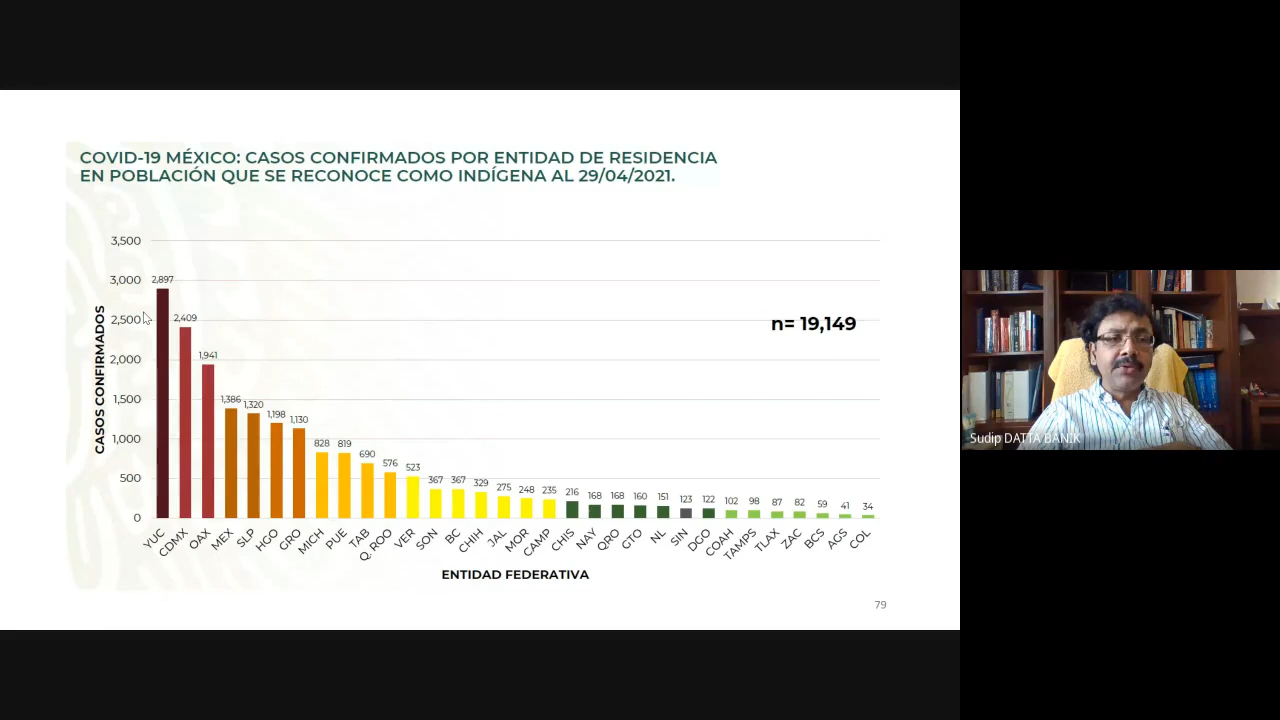 COVID-19 MÉXICO: CASOS CONFIRMADOS POR ENTIDAD DE RESIDENCIA
EN POBLACIÓN QUE SE RECONOCE COMO INDÍGENA AL 29/04/2021.
3,500
3,000
2,500
2,000
1,500
1,000
500
0
CASOS CONFIRMADOS
2,897
2,409
1,941
1,386
1,320
1,198
1,130
828
819
690
576
523
367
367
329
275
248
235
216
168
168
160
151
123
122
102
98
87
82
59
41
34
n= 19,149
YUC
CDMX
OAX
MEX
SLP
HGO
GRO
MICH
PUE
TAB
Q. ROO
VER
SON
BC
CHIH
JAL
MOR
CAMP
CHIS
NAY
QRO
GTO
NL
SIN
DGO
COAH
TAMPS
TLAX
ZAC
BCS
AGS
COL
ENTIDAD FEDERATIVA
79
Sudip DATTA BANIK